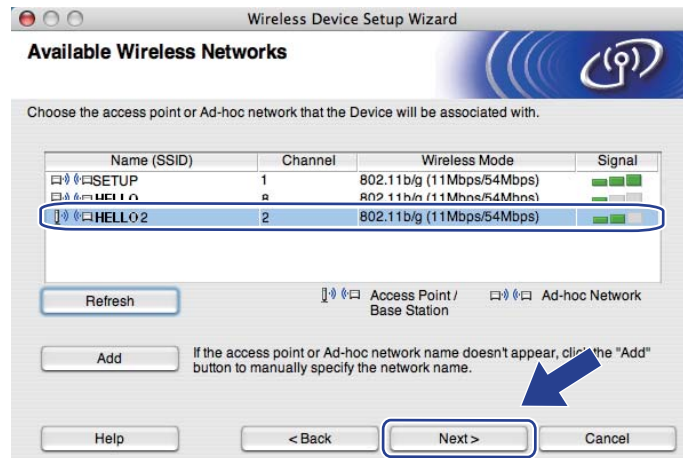 Wireless Device Setup Wizard
Available Wireless Networks
Choose the access point or Ad-hoc network that the Device will be associated with.
Name (SSID) Channel Wireless Mode Signal
SETUP 1 802.11b/g (11Mbps/54Mbps)
HELLO 8 802.11b/g (11Mbps/54Mbps)
HELLO2 2 802.11b/g (11Mbps/54Mbps)
Refresh
Access Point / Base Station
Ad-hoc Network
Add
If the access point or Ad-hoc network name doesn't appear, click the "Add"
button to manually specify the network name.
Help < Back Next > Cancel